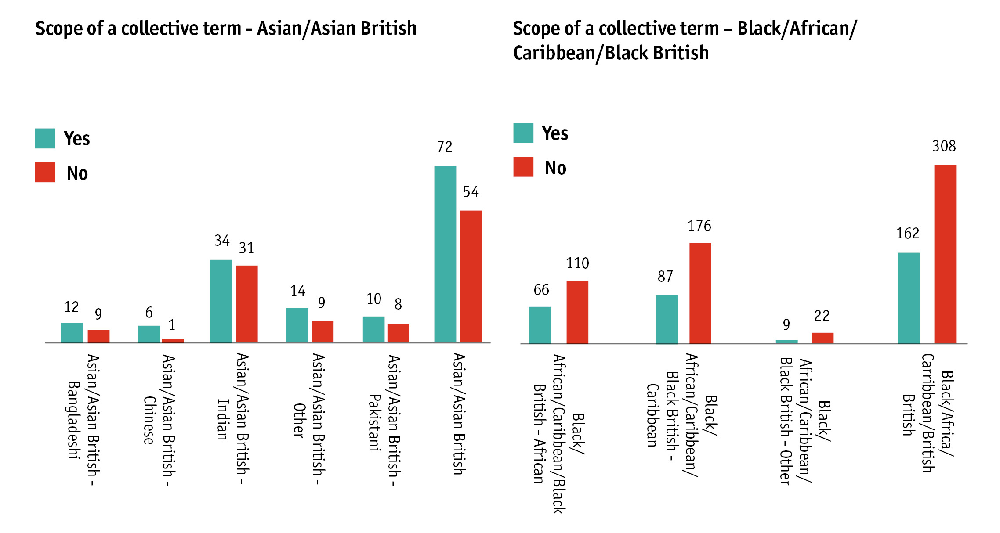 Scope of a collective term - Asian/Asian British
Yes
No
12
9
6
1
34
31
14
9
10
8
72
54
Asian/Asian British -
Bangladeshi
Asian/Asian British -
Chinese
Asian/Asian British -
Indian
Asian/Asian British -
Other
Asian/Asian British -
Pakistani
Asian/Asian British
Scope of a collective term – Black/African/
Caribbean/Black British
Yes
No
66
110
87
176
9
22
162
308
Black/
African/Caribbean/Black
British - African
Black/
African/Caribbean/
Black British -
Caribbean
Black/
African/Caribbean/
Black British - Other
Black/Africa/
Carribbean/British
British